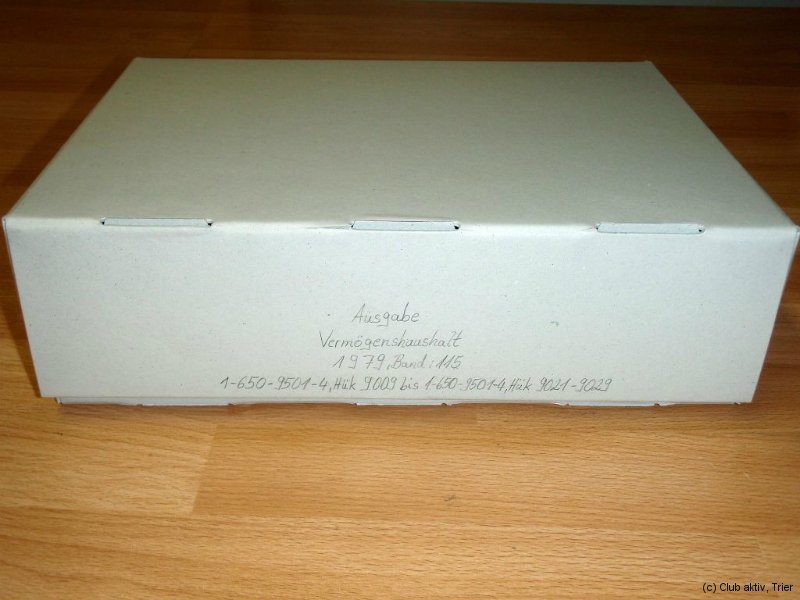 Ausgabe
Vermögenshaushalt
1979, Band: 115
1-650-9501-4, Hük 9009 bis 1-650-9501-4, Hük 9021-9029
(c) Club aktiv, Trier